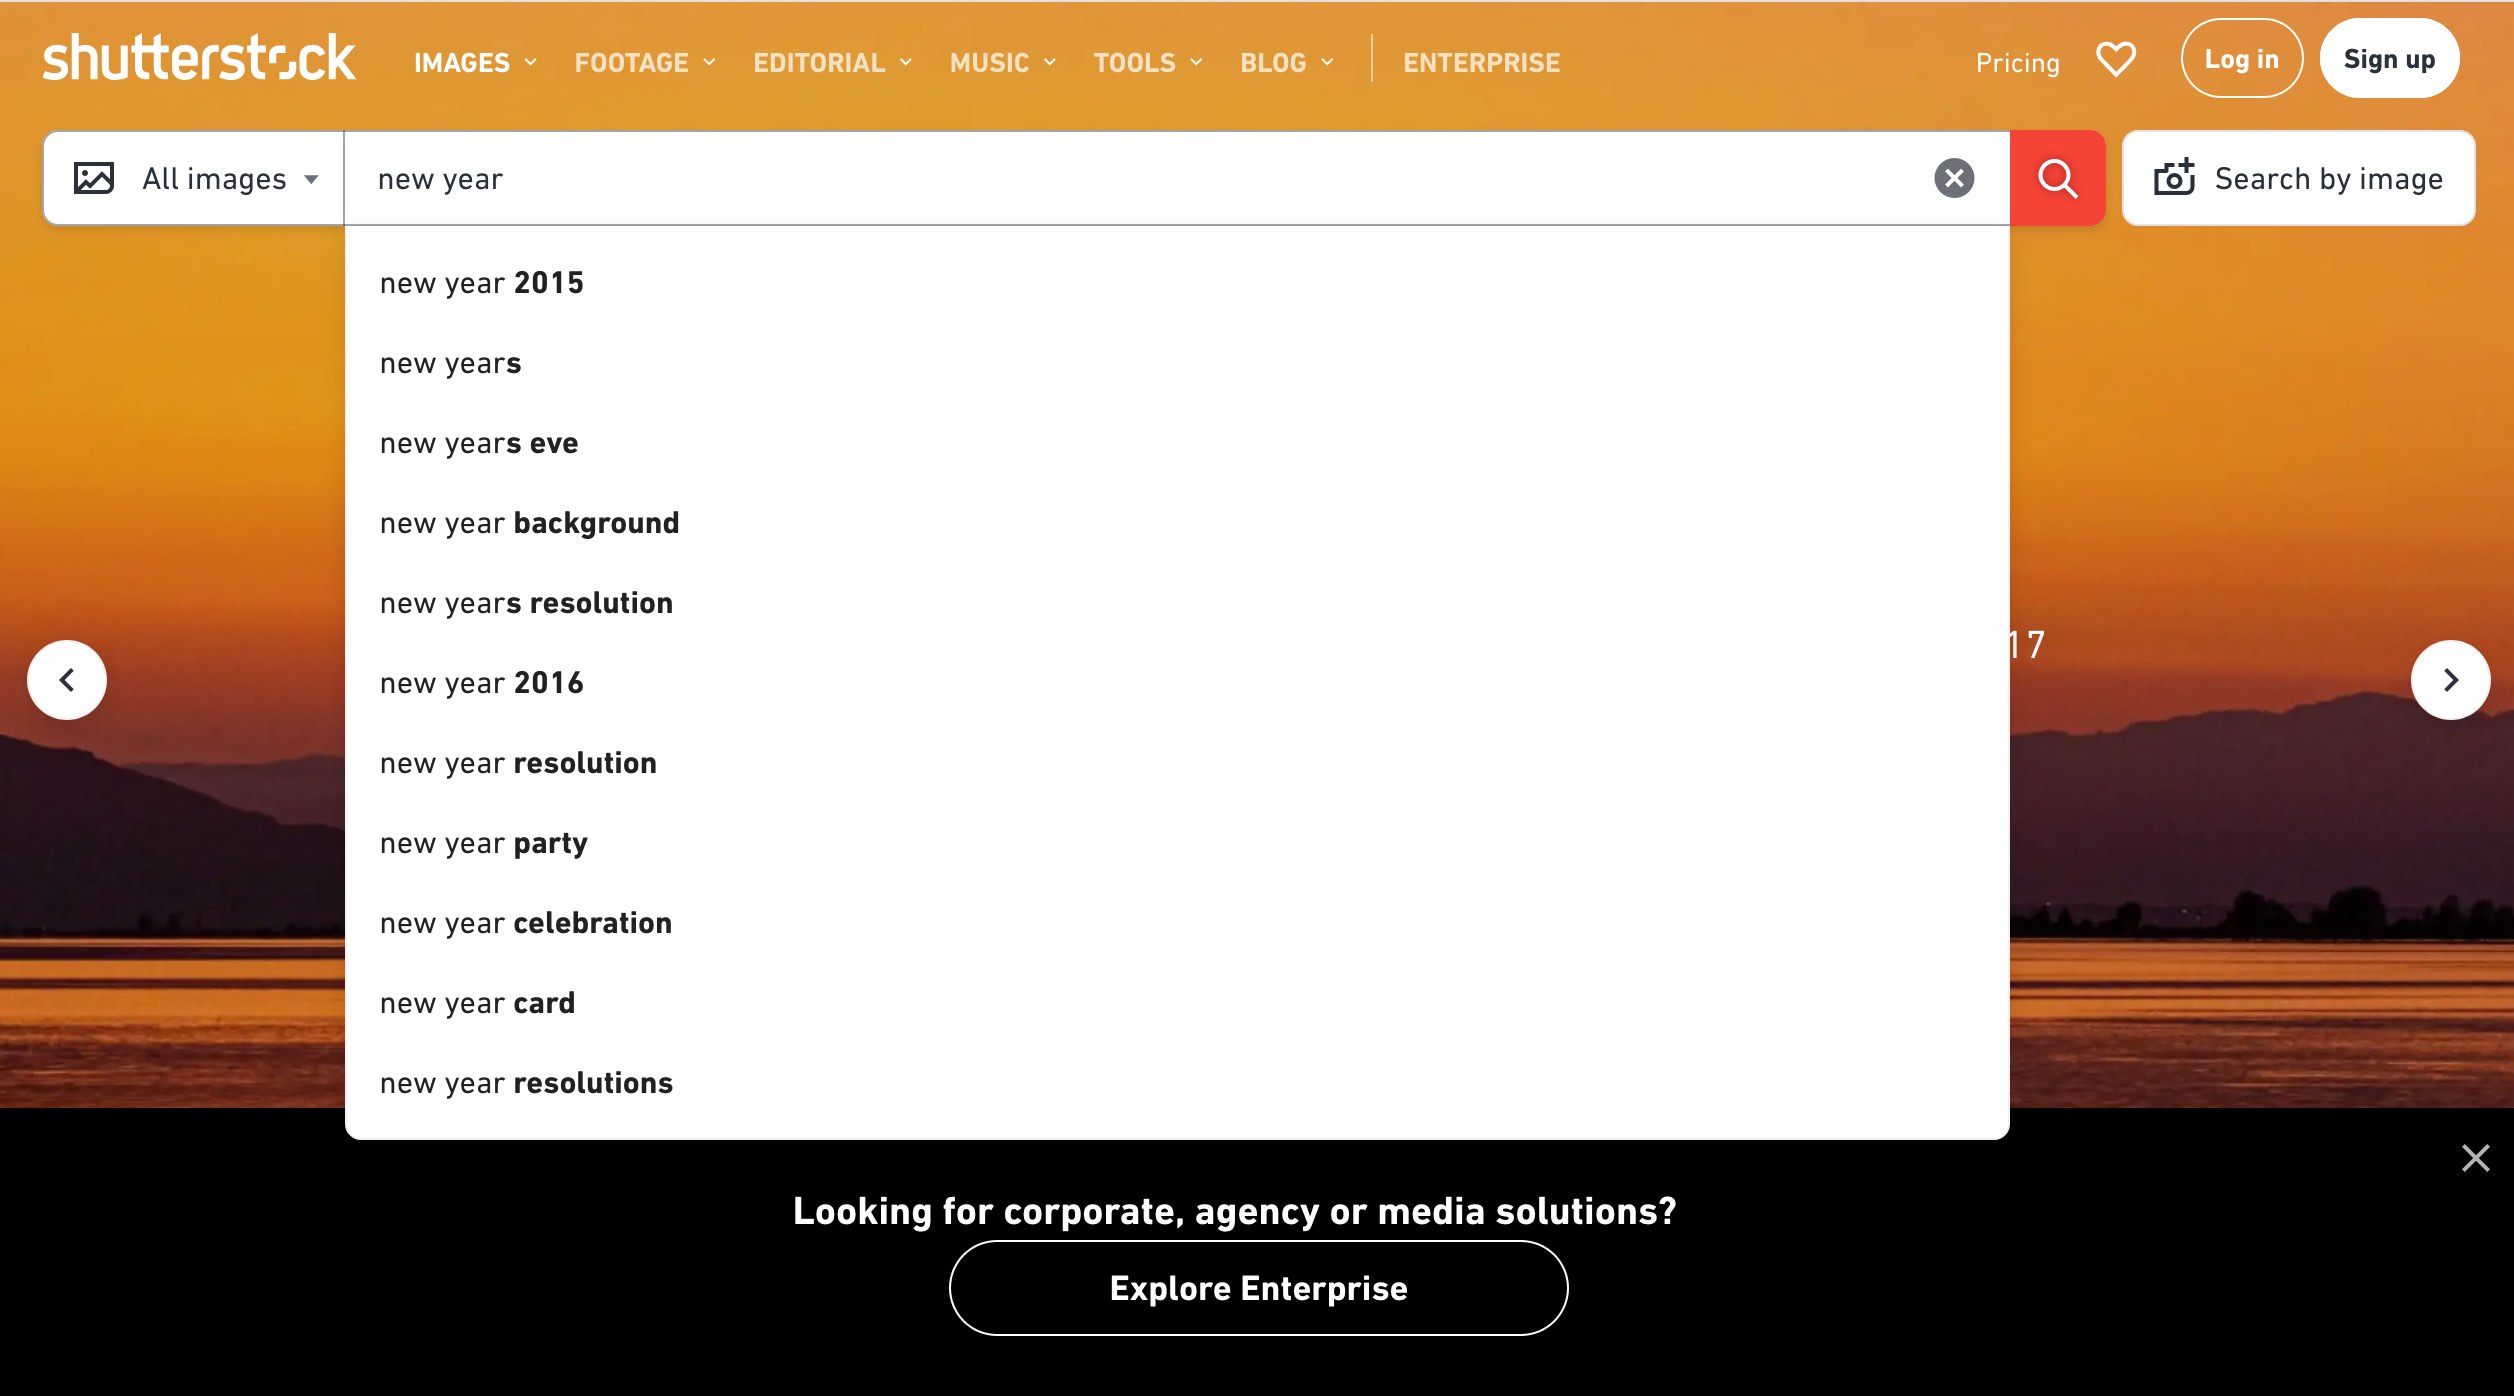 shutterstock IMAGES FOOTAGE EDITORIAL MUSIC TOOLS BLOG ENTERPRISE Pricing Log in Sign up
All images new year Search by image
new year 2015
new years
new years eve
new year background
new years resolution
17
new year 2016
new year resolution
new year party
new year celebration
new year card
new year resolutions
Looking for corporate, agency or media solutions?
Explore Enterprise